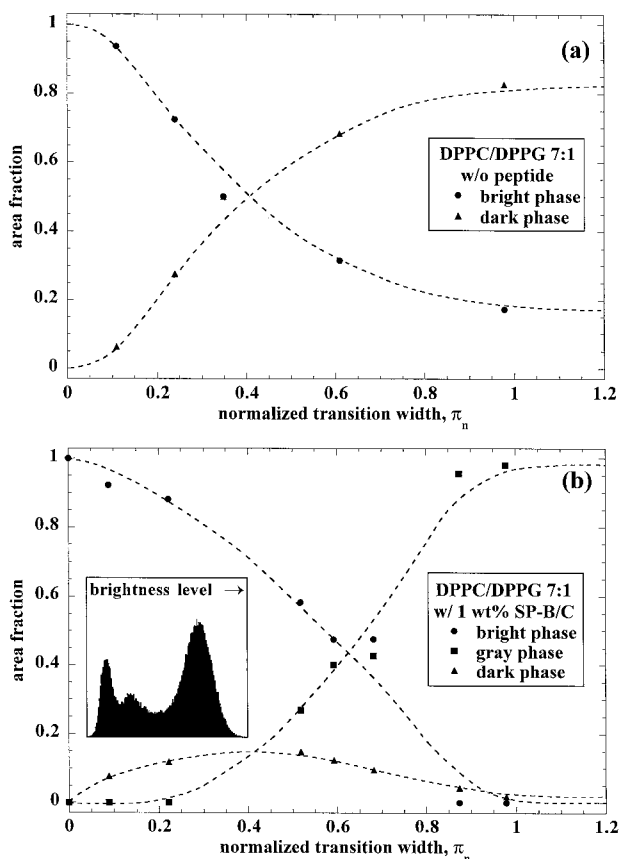 (a)
1
0.8
0.6
0.4
0.2
0
area fraction
DPPC/DPPG 7:1
w/o peptide
● bright phase
▲ dark phase
0 0.2 0.4 0.6 0.8 1 1.2
normalized transition width, πn
(b)
1
0.8
0.6
0.4
0.2
0
area fraction
brightness level →
DPPC/DPPG 7:1
w/ 1 wt% SP-B/C
● bright phase
■ gray phase
▲ dark phase
0 0.2 0.4 0.6 0.8 1 1.2
normalized transition width, πn